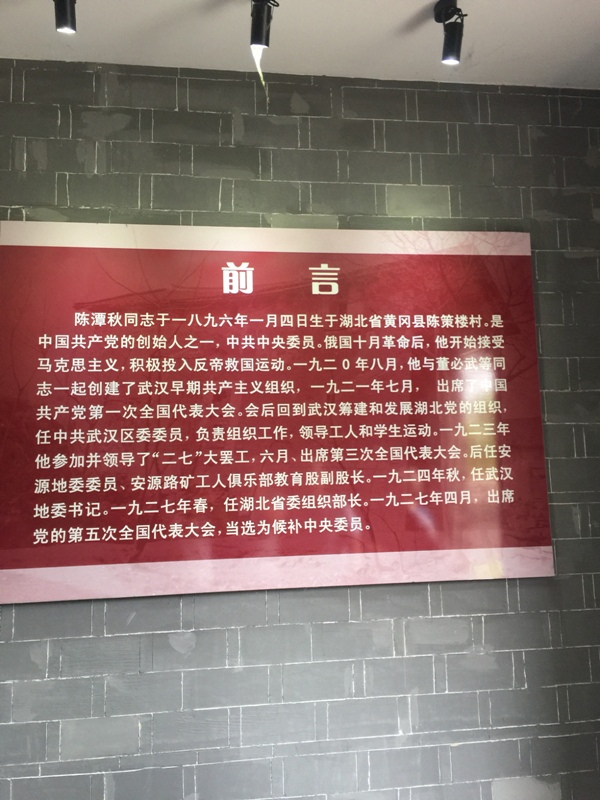 前 言
陈潭秋同志于一八九六年一月四日生于湖北省黄冈县陈策楼村。是
中国共产党的创始人之一，中共中央委员。俄国十月革命后，他开始接受
马克思主义，积极投入反帝救国运动。一九二0年八月，他与董必武等同
志一起创建了武汉早期共产主义组织，一九二一年七月， 出席了中国
共产党第一次全国代表大会。会后回到武汉筹建和发展湖北党的组织，
任中共武汉区委委员，负责组织工作，领导工人和学生运动。一九二三年
他参加并领导了“二七”大罢工，六月、出席第三次全国代表大会。后任安
源地委委员、安源路矿工人俱乐部教育股副股长。一九二四年秋，任武汉
地委书记。一九二七年春，任湖北省委组织部长。一九二七年四月，出席
党的第五次全国代表大会，当选为候补中央委员。